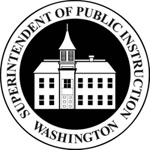 SUPERINTENDENT OF PUBLIC INSTRUCTION
WASHINGTON